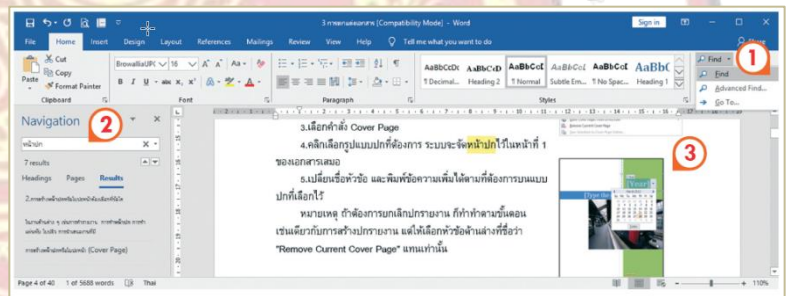 3 การตกแต่งเอกสาร [Compatibility Mode] - Word
Sign in
File Home Insert Design Layout References Mailings Review View Help Tell me what you want to do
Share
Paste
Cut
Copy
Format Painter
Clipboard
BrowalliaUPC 16
Font
Paragraph
AaBbCcDc AaBbCcD AaBbCcI AaBbCcI AaBbCcI AaBbC
1 Decimal... Heading 2 1 Normal Subtle Em... 1 No Spac... Heading 1
Styles
Find
Find
Advanced Find...
Go To...
1
Navigation
2
หน้าปก
7 results
Headings Pages Results
การสร้างหน้าปกหรือใบปะหน้า (Cover Page)
3.เลือกคำสั่ง Cover Page
4.คลิกเลือกรูปแบบปกที่ต้องการ ระบบจะจัดหน้าปกไว้ในหน้าที่ 1
ของเอกสารเสมอ
5.เปลี่ยนชื่อหัวข้อ และพิมพ์ข้อความเพิ่มได้ตามที่ต้องการบนแบบ
ปกที่เลือกไว้
หมายเหตุ ถ้าต้องการยกเลิกปกรายงาน ก็ทำทำตามขั้นตอน
เช่นเดียวกับการสร้างปกรายงาน แต่ให้เลือกหัวข้อด้านล่างที่ชื่อว่า
"Remove Current Cover Page" แทนเท่านั้น
3
[Year]
Page 4 of 40 1 of 5688 words Thai
110%